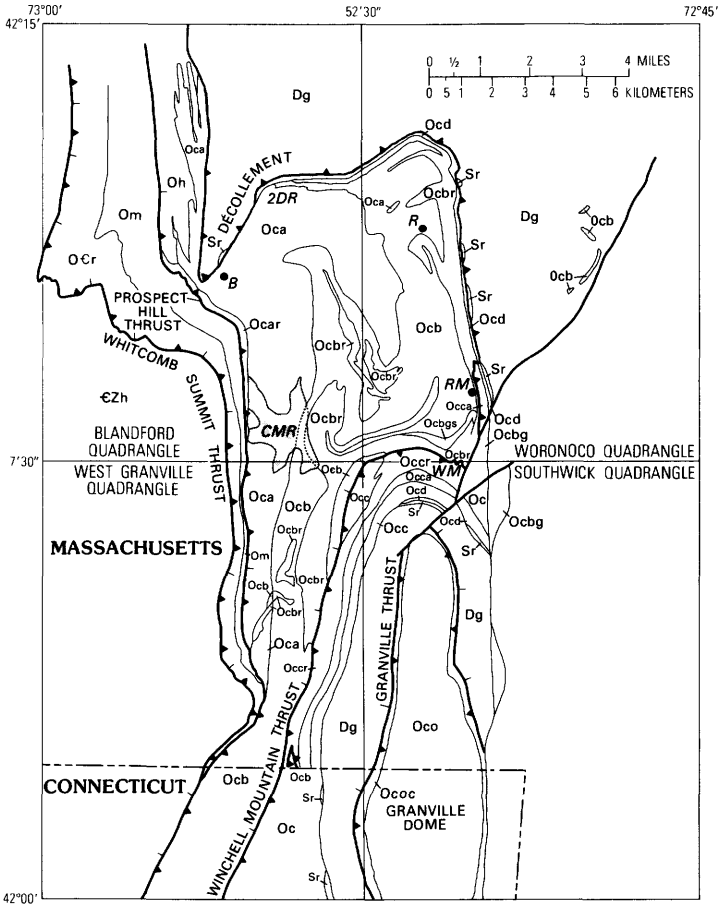 73°00'
52'30"
72°45'
42°15'
0 ½ 1 2 3 4 MILES
0 5 1 2 3 4 5 6 KILOMETERS
Dg
Ocd
Oca
DÉCOLLEMENT
Sr
Oh
2DR
Oca
Ocbr
Om
Oca
R
Dg
Ocb
Sr
Sr
O€r
B
Ocb
PROSPECT HILL THRUST
Sr
Ocd
Ocar
Ocb
WHITCOMB SUMMIT THRUST
Ocbr
Ocbr
Sr
RM
€Zh
Occa
Ocbr
Ocbgs
Ocd
CMR
Ocbg
BLANDFORD QUADRANGLE
WORONOCO QUADRANGLE
Ocbr
7'30"
Ocb
Occr
WM
WEST GRANVILLE QUADRANGLE
SOUTHWICK QUADRANGLE
Occa
Oca
Occ
Ocd
Oc
Ocb
Sr
Ocbg
Ocbr
Occ
Ocd
MASSACHUSETTS
Om
Sr
Ocb
Ocbr
Ocbr
Dg
GRANVILLE THRUST
Oca
Occr
WINCHELL MOUNTAIN THRUST
Dg
Oco
CONNECTICUT
Ocb
Ocb
Sr
Ococ
GRANVILLE DOME
Oc
Sr
42°00'